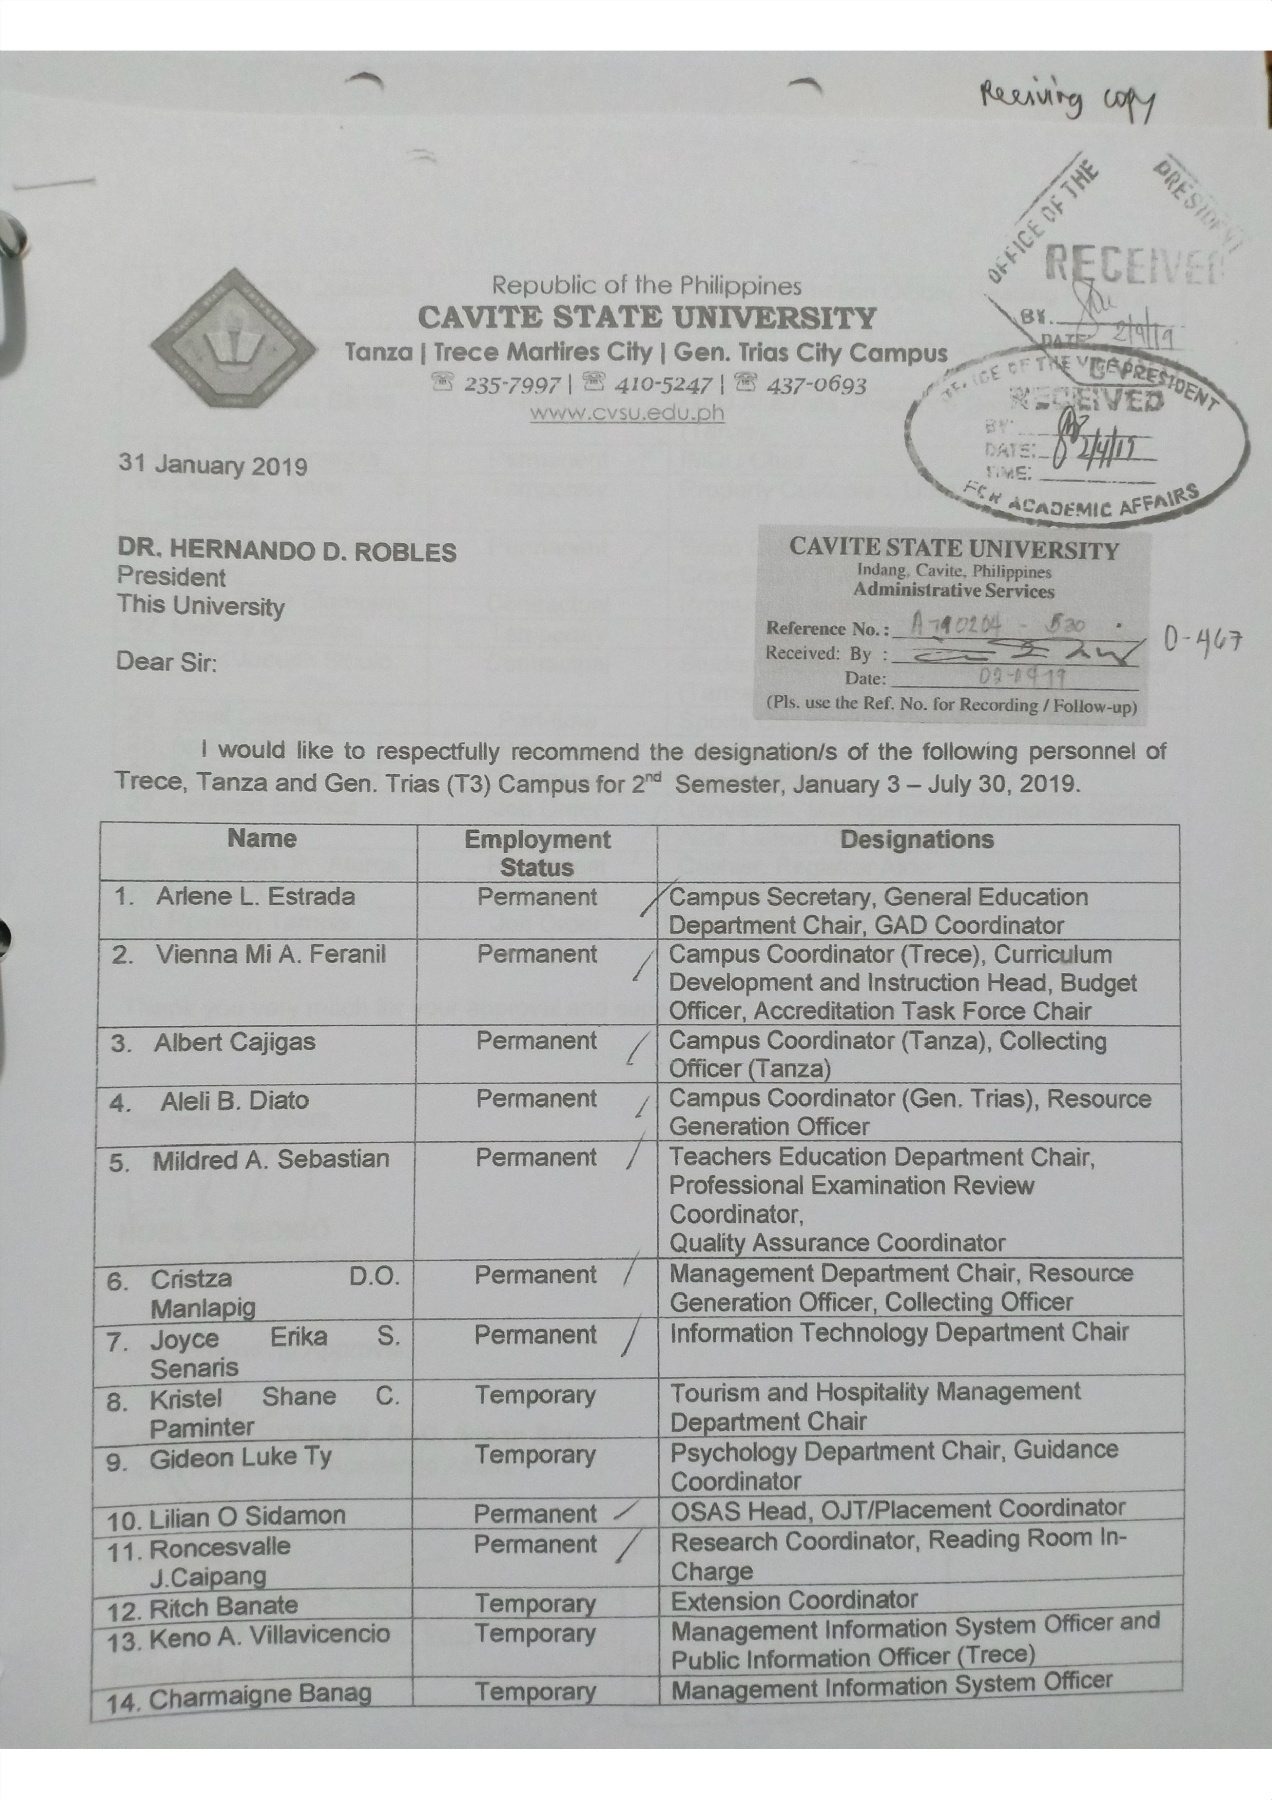 Receiving copy
OFFICE OF THE PRESIDENT
RECEIVED
BY.
DATE:
Republic of the Philippines
CAVITE STATE UNIVERSITY
Tanza | Trece Martires City | Gen. Trias City Campus
☏ 235-7997 | ☏ 410-5247 | ☏ 437-0693
www.cvsu.edu.ph
OFFICE OF THE VICE PRESIDENT
RECEIVED
BY:
DATE: 2/4/19
TIME:
FOR ACADEMIC AFFAIRS
31 January 2019
DR. HERNANDO D. ROBLES
President
This University
CAVITE STATE UNIVERSITY
Indang, Cavite, Philippines
Administrative Services
Reference No. :
Received: By :
Date:
(Pls. use the Ref. No. for Recording / Follow-up)
0-467
Dear Sir:
I would like to respectfully recommend the designation/s of the following personnel of
Trece, Tanza and Gen. Trias (T3) Campus for 2nd Semester, January 3 – July 30, 2019.
Name Employment Designations
Status
1. Arlene L. Estrada Permanent Campus Secretary, General Education
Department Chair, GAD Coordinator
2. Vienna Mi A. Feranil Permanent Campus Coordinator (Trece), Curriculum
Development and Instruction Head, Budget
Officer, Accreditation Task Force Chair
3. Albert Cajigas Permanent Campus Coordinator (Tanza), Collecting
Officer (Tanza)
4. Aleli B. Diato Permanent Campus Coordinator (Gen. Trias), Resource
Generation Officer
5. Mildred A. Sebastian Permanent Teachers Education Department Chair,
Professional Examination Review
Coordinator,
Quality Assurance Coordinator
6. Cristza D.O. Permanent Management Department Chair, Resource
Manlapig Generation Officer, Collecting Officer
7. Joyce Erika S. Permanent Information Technology Department Chair
Senaris
8. Kristel Shane C. Temporary Tourism and Hospitality Management
Paminter Department Chair
9. Gideon Luke Ty Temporary Psychology Department Chair, Guidance
Coordinator
10. Lilian O Sidamon Permanent OSAS Head, OJT/Placement Coordinator
11. Roncesvalle Permanent Research Coordinator, Reading Room In-
J.Caipang Charge
12. Ritch Banate Temporary Extension Coordinator
13. Keno A. Villavicencio Temporary Management Information System Officer and
Public Information Officer (Trece)
14. Charmaigne Banag Temporary Management Information System Officer